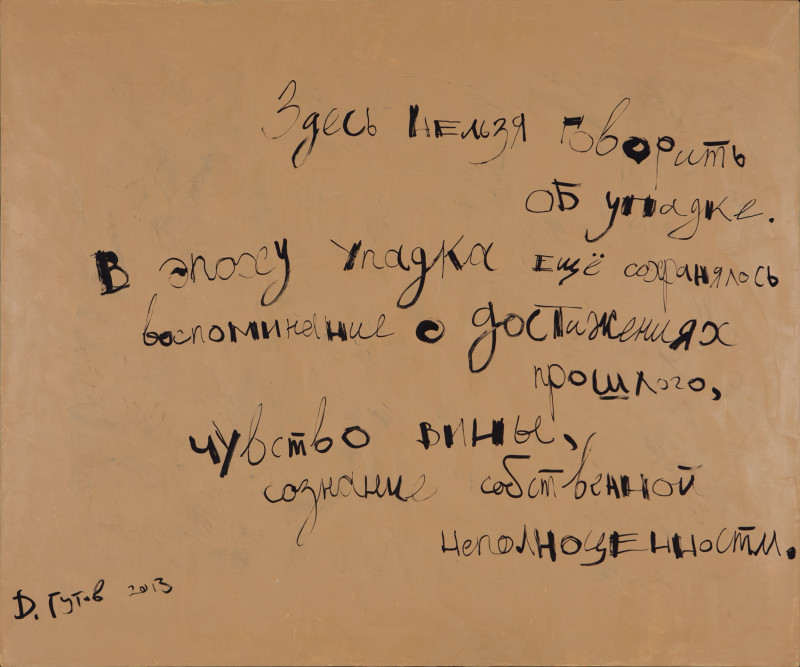 Здесь нельзя говорить
об упадке.
В эпоху упадка ещё сохранялось
воспоминание о достижениях
прошлого,
чувство вины,
сознание собственной
неполноценности.
Д. Гутов 2013